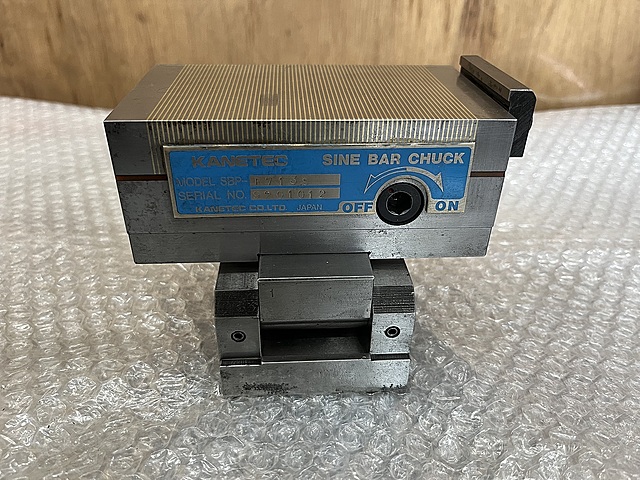 KANETEC SINE BAR CHUCK
MODEL SBP-
SERIAL NO.
KANETEC CO.LTD. JAPAN
OFF ON